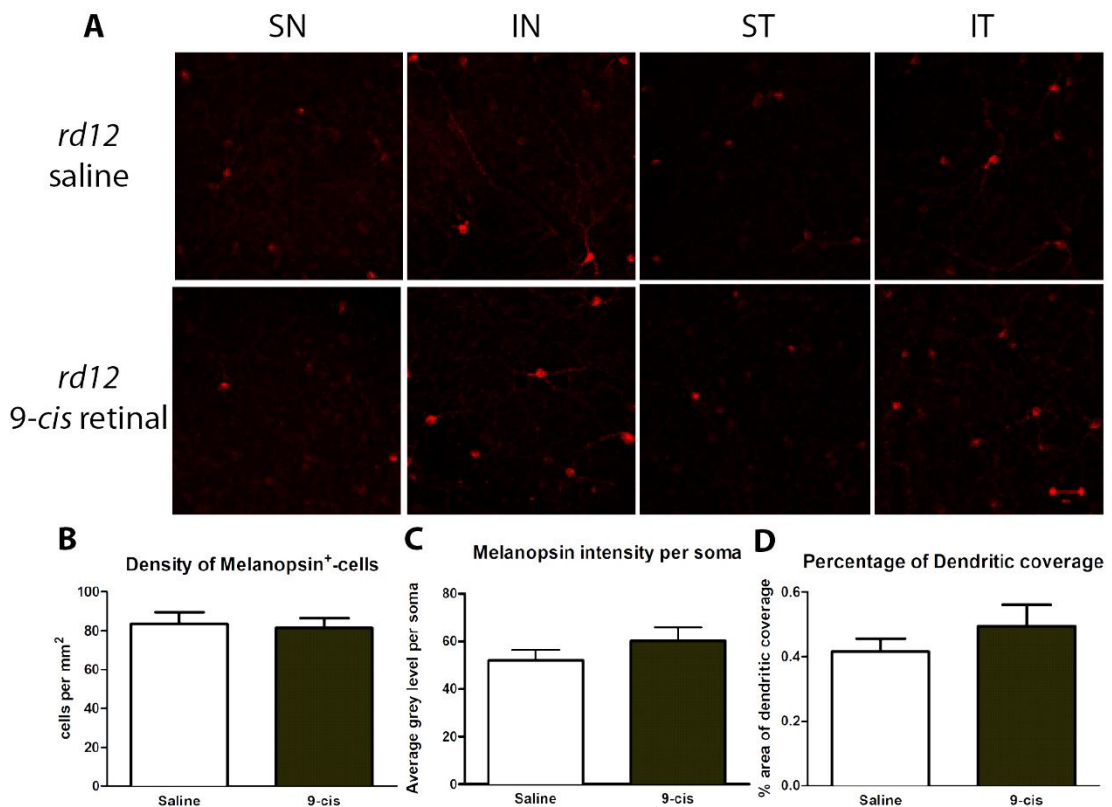 A SN IN ST IT
rd12
saline
rd12
9-cis retinal
B
Density of Melanopsin⁺-cells
cells per mm²
100
80
60
40
20
0
Saline 9-cis
C
Melanopsin intensity per soma
Average grey level per soma
80
60
40
20
0
Saline 9-cis
D
Percentage of Dendritic coverage
% area of dendritic coverage
0.6
0.4
0.2
0.0
Saline 9-cis